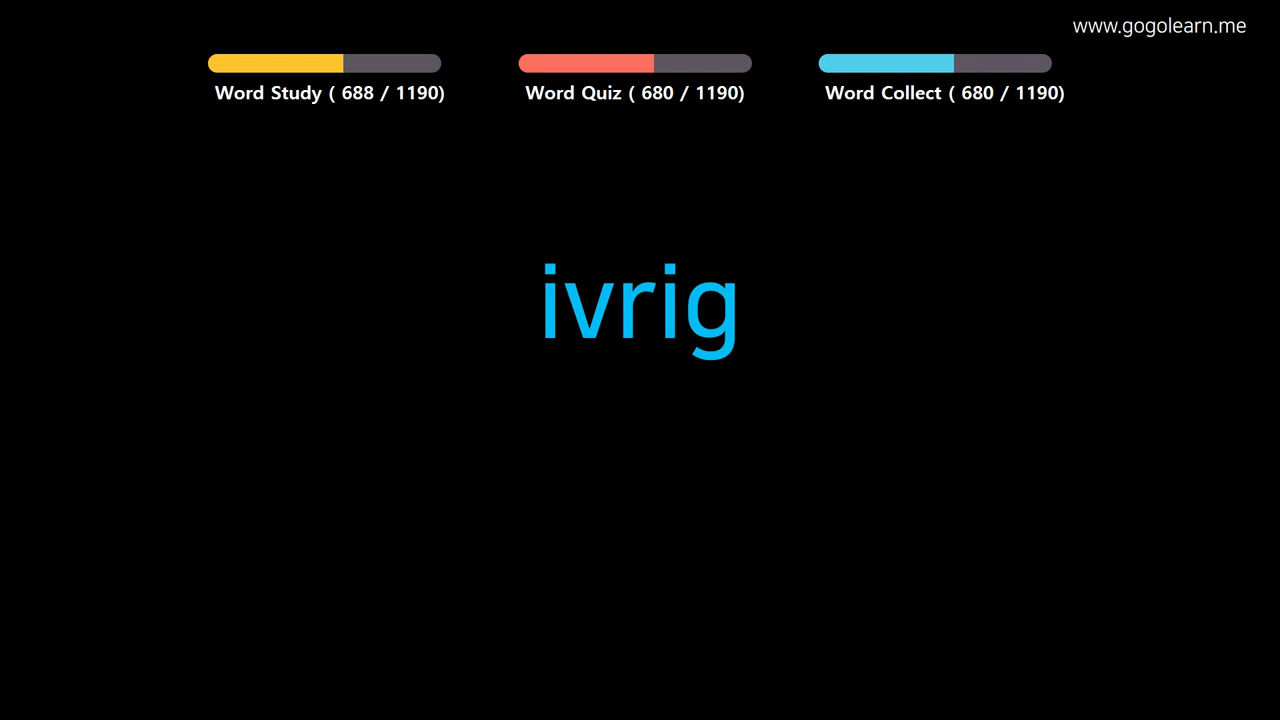 www.gogolearn.me
Word Study ( 688 / 1190)
Word Quiz ( 680 / 1190)
Word Collect ( 680 / 1190)
ivrig